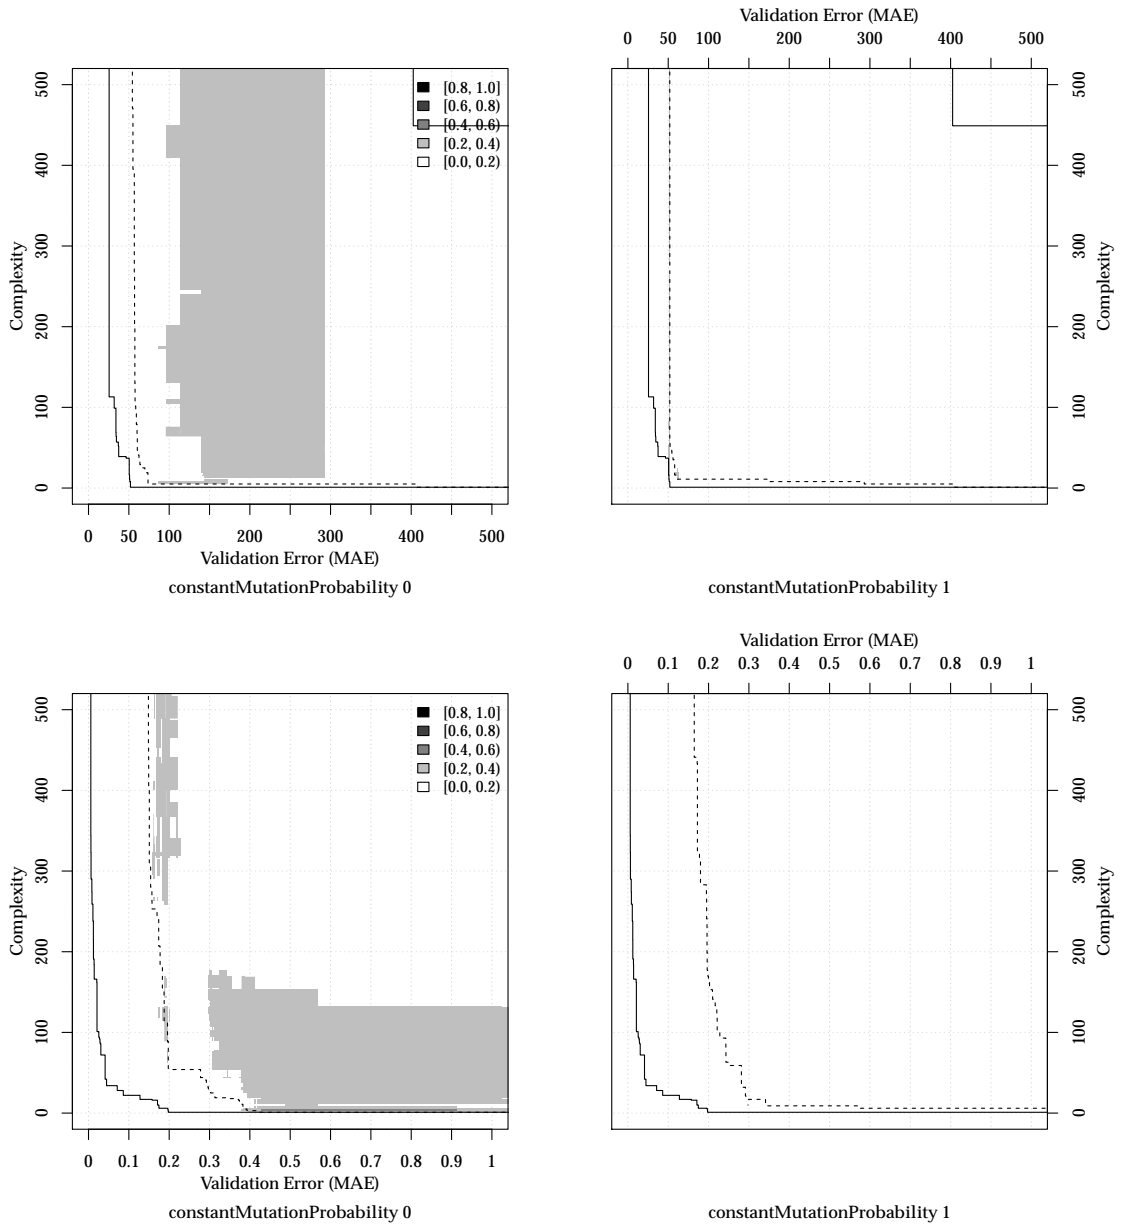 Validation Error (MAE)
0 50 100 200 300 400 500
[0.8, 1.0]
[0.6, 0.8)
[0.4, 0.6)
[0.2, 0.4)
[0.0, 0.2)
Complexity
0 100 200 300 400 500
Complexity
0 100 200 300 400 500
0 50 100 200 300 400 500
Validation Error (MAE)
constantMutationProbability 0
constantMutationProbability 1
Validation Error (MAE)
0 0.1 0.2 0.3 0.4 0.5 0.6 0.7 0.8 0.9 1
[0.8, 1.0]
[0.6, 0.8)
[0.4, 0.6)
[0.2, 0.4)
[0.0, 0.2)
Complexity
0 100 200 300 400 500
Complexity
0 100 200 300 400 500
0 0.1 0.2 0.3 0.4 0.5 0.6 0.7 0.8 0.9 1
Validation Error (MAE)
constantMutationProbability 0
constantMutationProbability 1